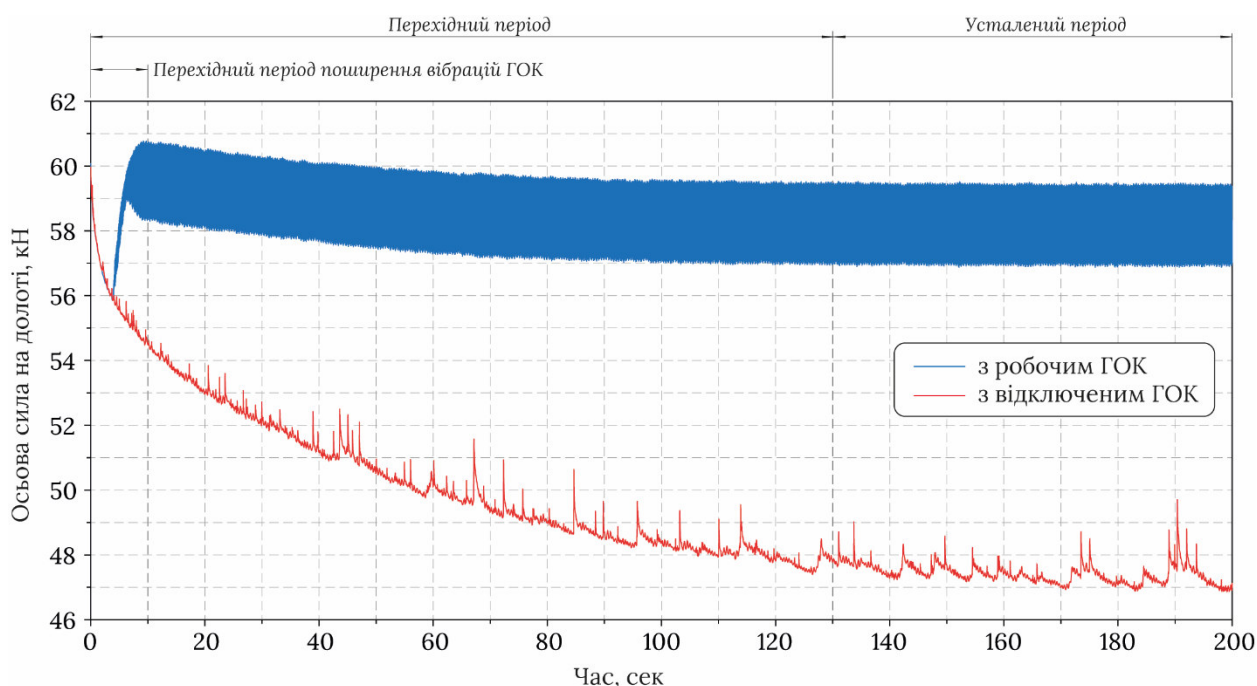 Перехідний період
Усталений період
Перехідний період поширення вібрацій ГОК
62
60
58
56
54
52
50
48
46
Осьова сила на долоті, кН
з робочим ГОК
з відключеним ГОК
0
20
40
60
80
100
120
140
160
180
200
Час, сек